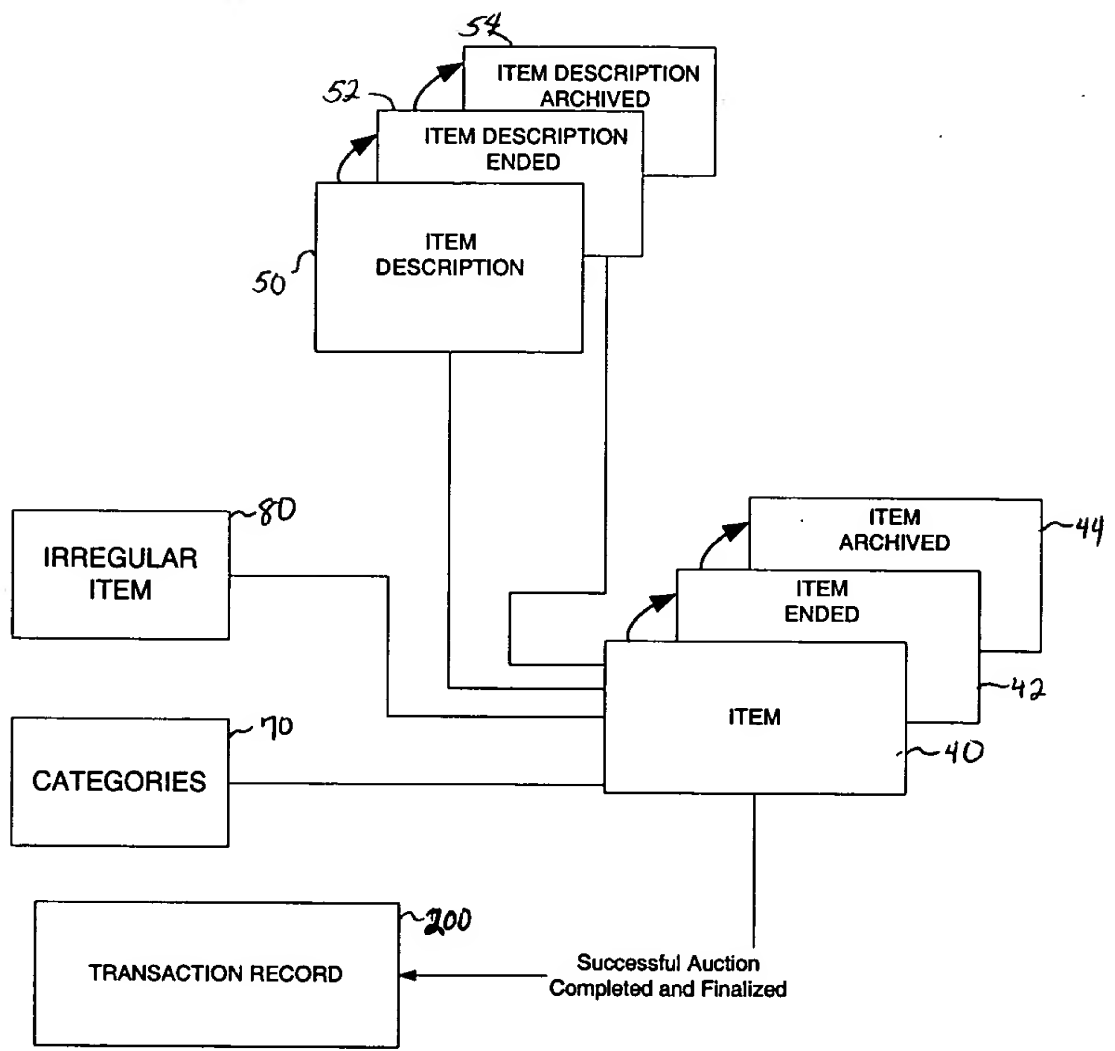 54
ITEM DESCRIPTION
ARCHIVED
52
ITEM DESCRIPTION
ENDED
ITEM
DESCRIPTION
50
80
IRREGULAR
ITEM
ITEM
ARCHIVED
44
ITEM
ENDED
42
ITEM
40
70
CATEGORIES
200
TRANSACTION RECORD
Successful Auction
Completed and Finalized